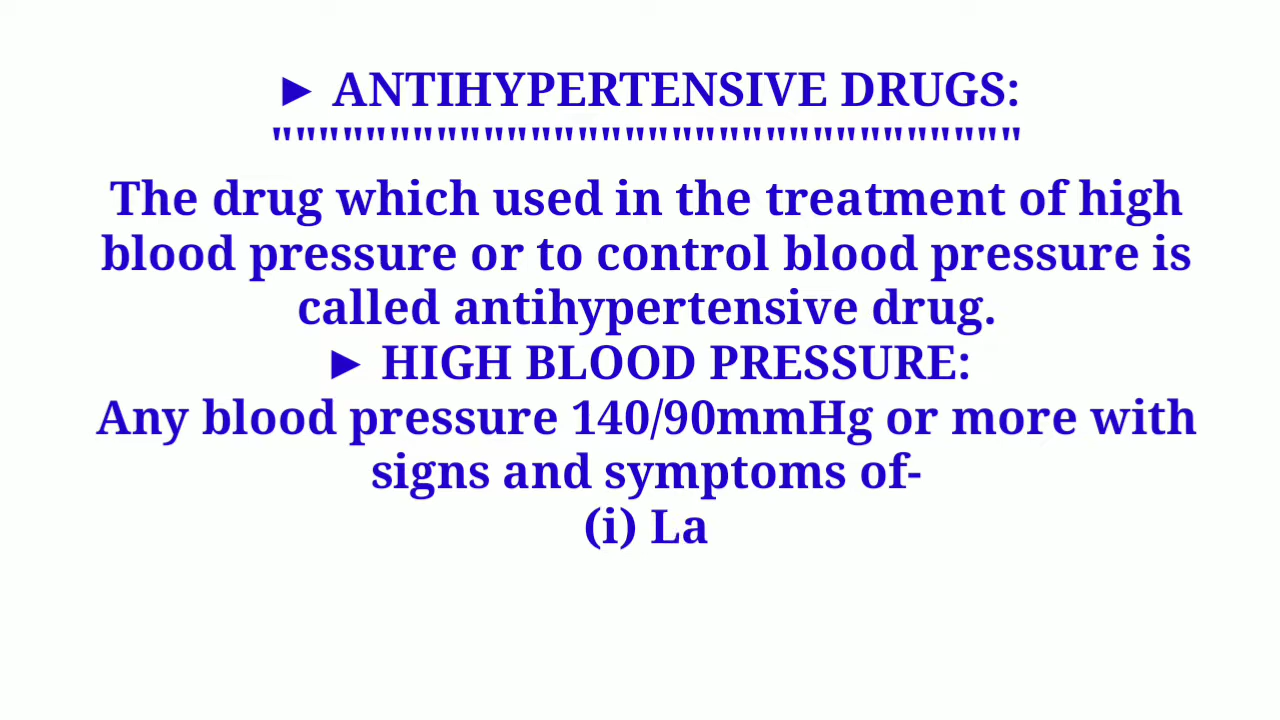 ► ANTIHYPERTENSIVE DRUGS:
""""""""""""""""""""""""""""""""
The drug which used in the treatment of high
blood pressure or to control blood pressure is
called antihypertensive drug.
► HIGH BLOOD PRESSURE:
Any blood pressure 140/90mmHg or more with
signs and symptoms of-
(i) La